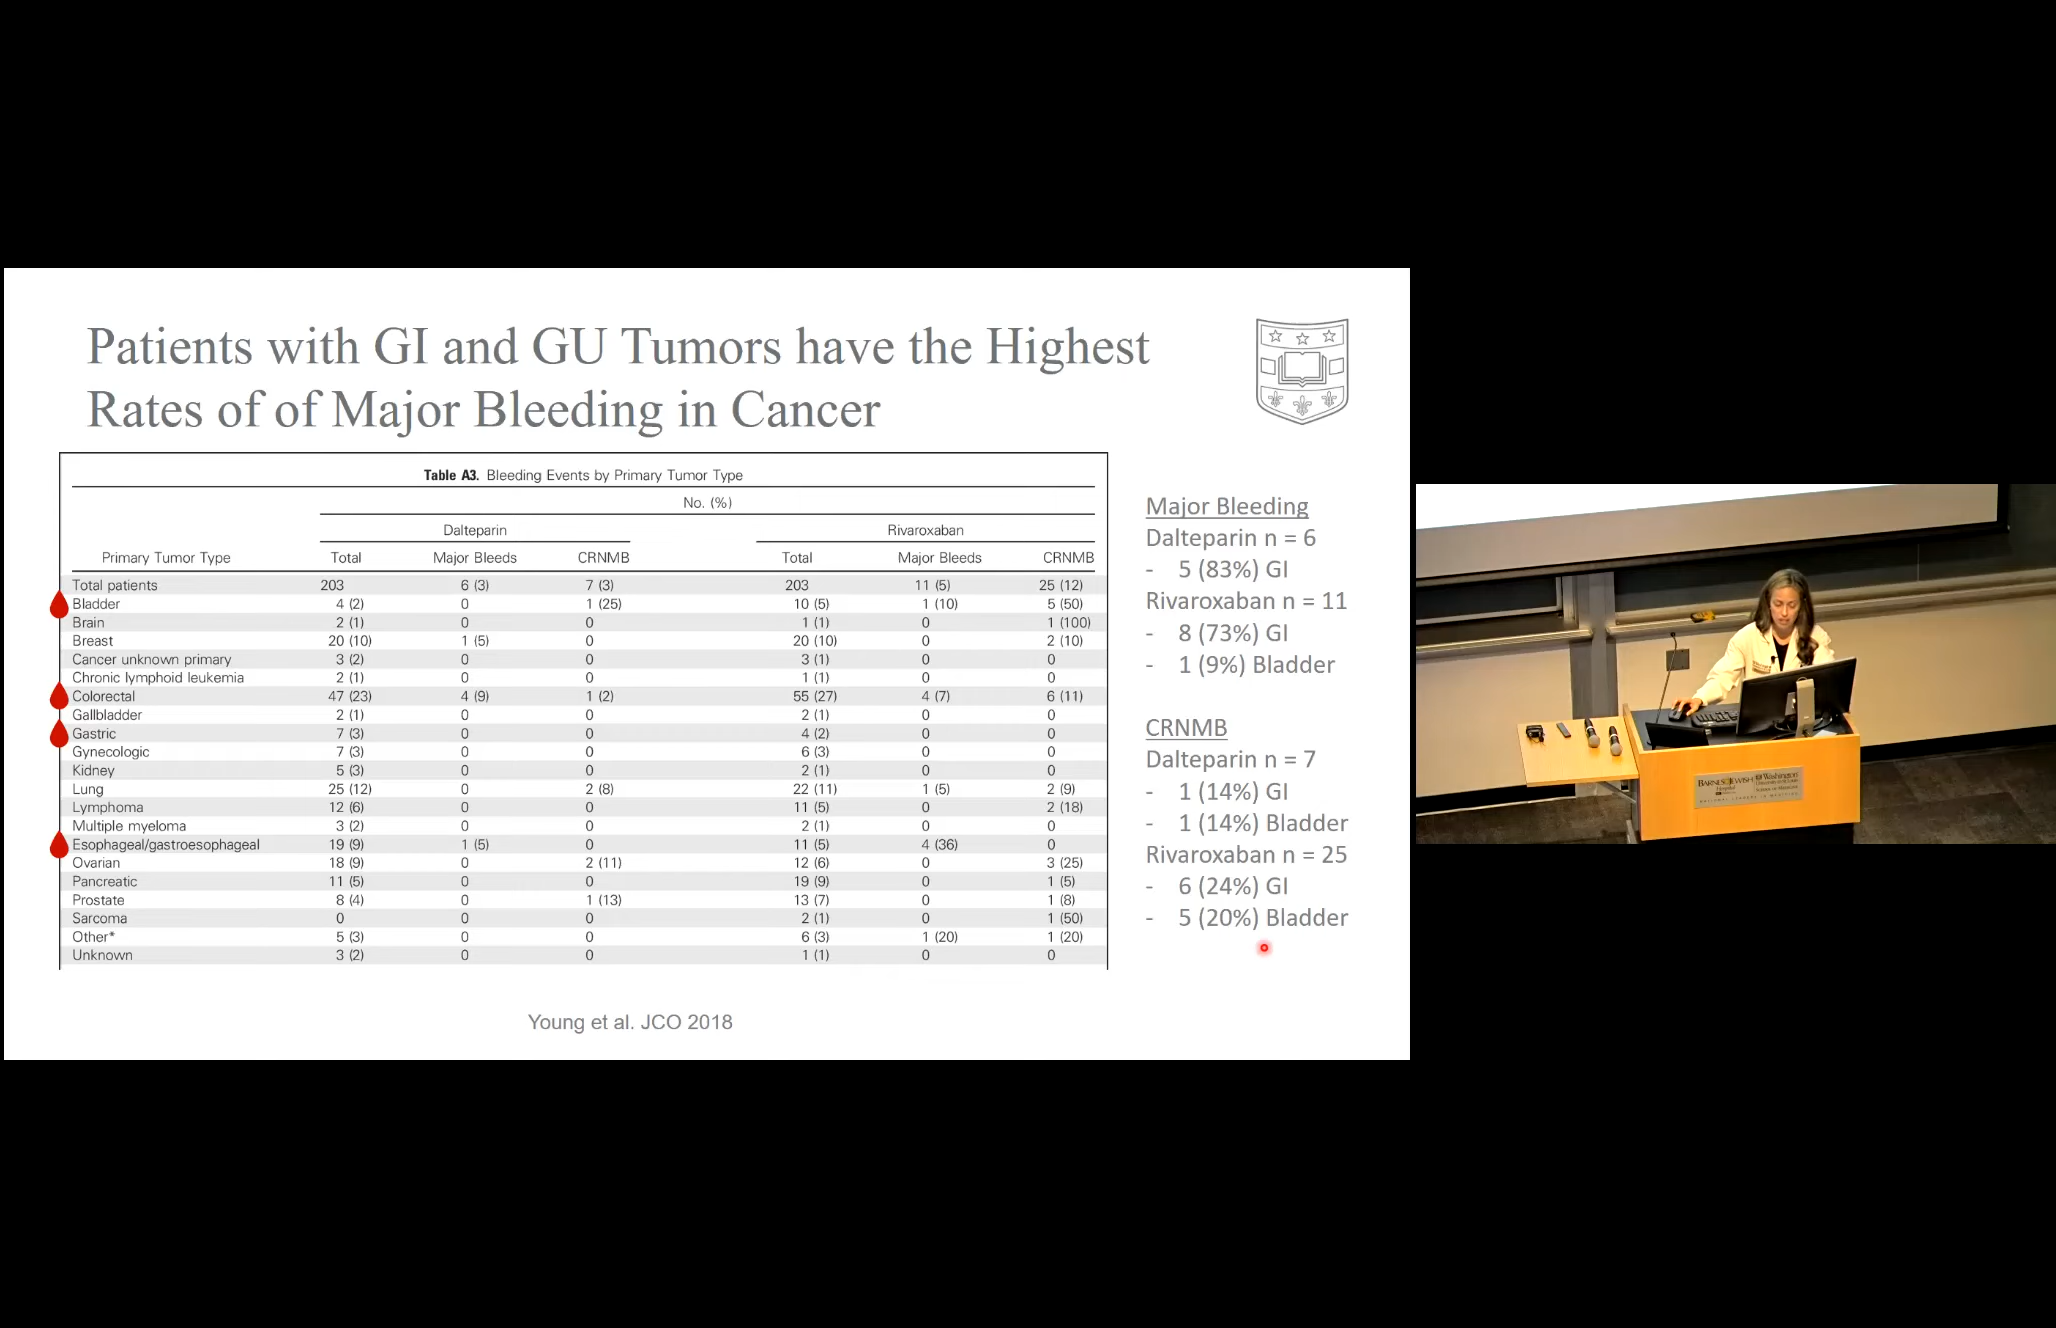 Patients with GI and GU Tumors have the Highest
Rates of of Major Bleeding in Cancer
Table A3. Bleeding Events by Primary Tumor Type
No. (%)
Dalteparin Rivaroxaban
Primary Tumor Type Total Major Bleeds CRNMB Total Major Bleeds CRNMB
Total patients 203 6 (3) 7 (3) 203 11 (5) 25 (12)
Bladder 4 (2) 0 1 (25) 10 (5) 1 (10) 5 (50)
Brain 2 (1) 0 0 1 (1) 0 1 (100)
Breast 20 (10) 1 (5) 0 20 (10) 0 2 (10)
Cancer unknown primary 3 (2) 0 0 3 (1) 0 0
Chronic lymphoid leukemia 2 (1) 0 0 1 (1) 0 0
Colorectal 47 (23) 4 (9) 1 (2) 55 (27) 4 (7) 6 (11)
Gallbladder 2 (1) 0 0 2 (1) 0 0
Gastric 7 (3) 0 0 4 (2) 0 0
Gynecologic 7 (3) 0 0 6 (3) 0 0
Kidney 5 (3) 0 0 2 (1) 0 0
Lung 25 (12) 0 2 (8) 22 (11) 1 (5) 2 (9)
Lymphoma 12 (6) 0 0 11 (5) 0 2 (18)
Multiple myeloma 3 (2) 0 0 2 (1) 0 0
Esophageal/gastroesophageal 19 (9) 1 (5) 0 11 (5) 4 (36) 0
Ovarian 18 (9) 0 2 (11) 12 (6) 0 3 (25)
Pancreatic 11 (5) 0 0 19 (9) 0 1 (5)
Prostate 8 (4) 0 1 (13) 13 (7) 0 1 (8)
Sarcoma 0 0 0 2 (1) 0 1 (50)
Other* 5 (3) 0 0 6 (3) 1 (20) 1 (20)
Unknown 3 (2) 0 0 1 (1) 0 0
Major Bleeding
Dalteparin n = 6
- 5 (83%) GI
Rivaroxaban n = 11
- 8 (73%) GI
- 1 (9%) Bladder
CRNMB
Dalteparin n = 7
- 1 (14%) GI
- 1 (14%) Bladder
Rivaroxaban n = 25
- 6 (24%) GI
- 5 (20%) Bladder
Young et al. JCO 2018
BARNES JEWISH
Hospital
Washington